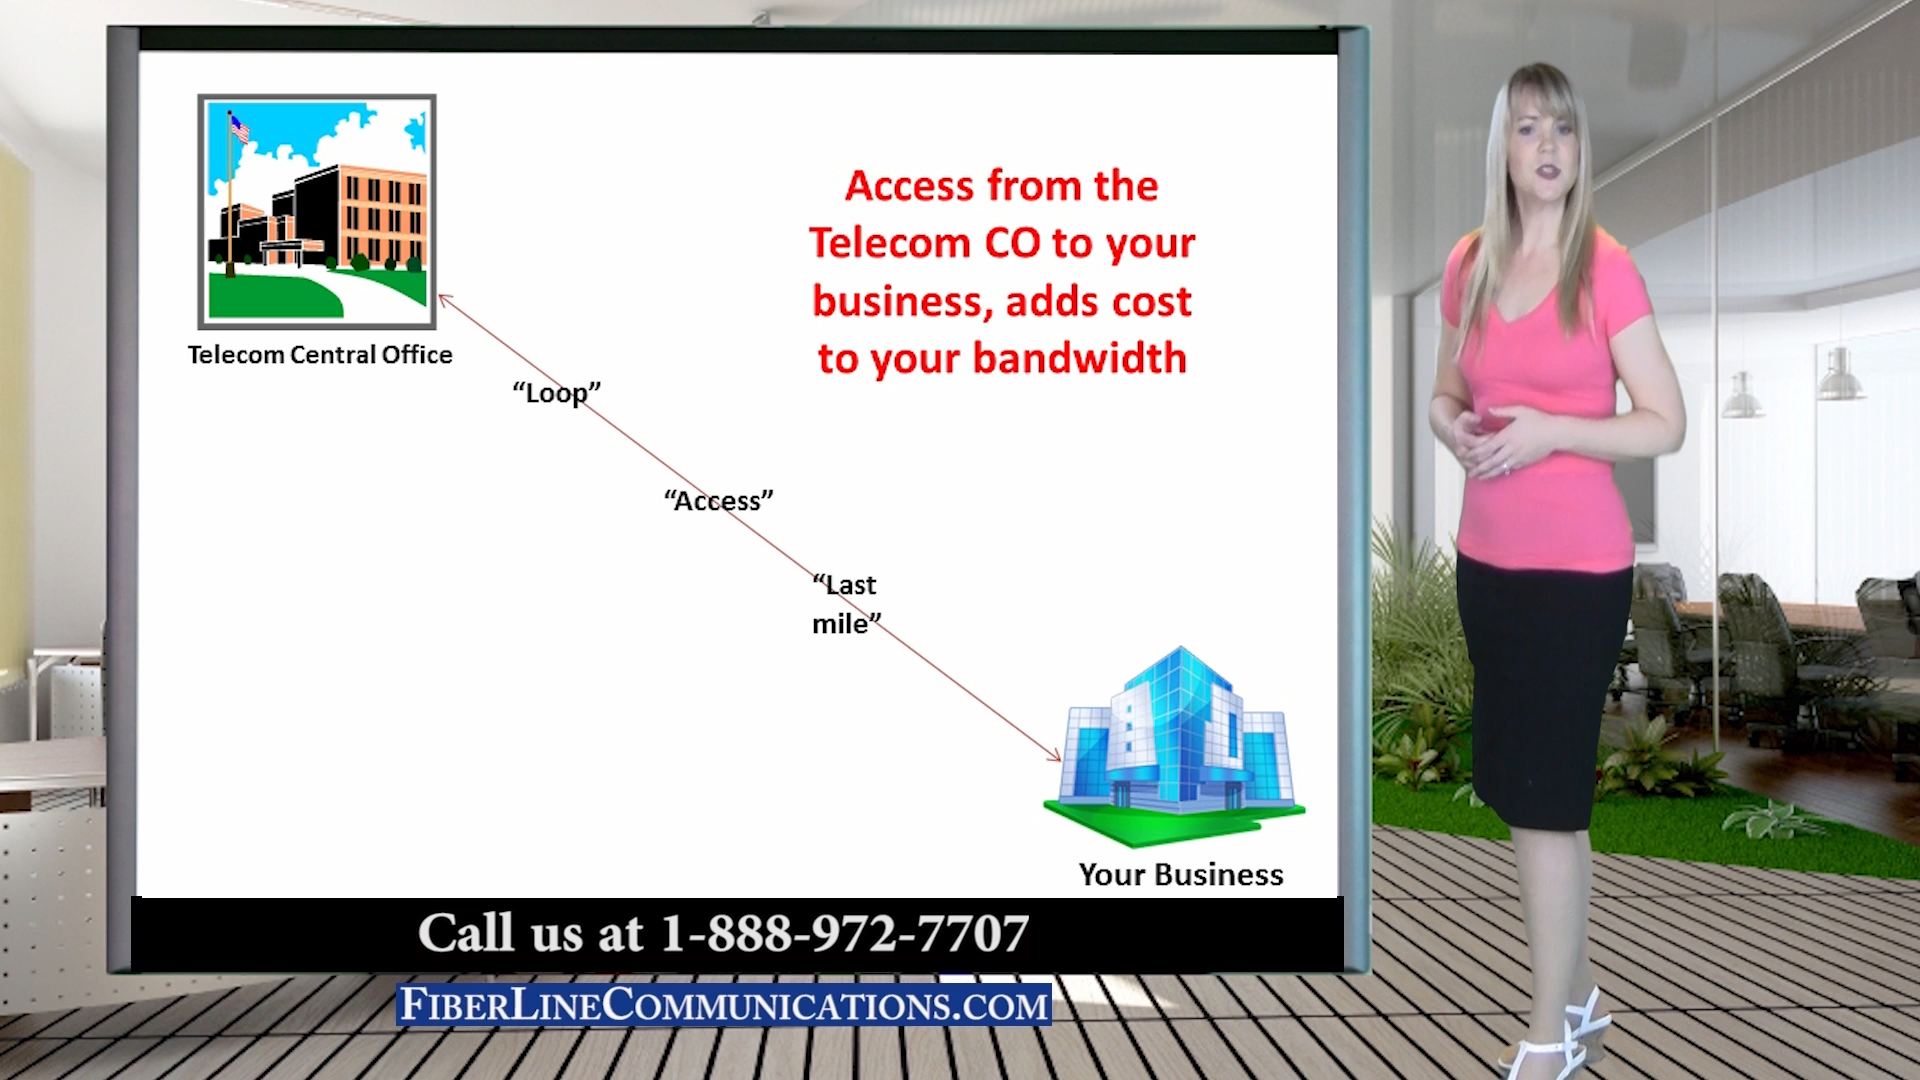 Access from the
Telecom CO to your
business, adds cost
to your bandwidth
Telecom Central Office
“Loop”
“Access”
“Last
mile”
Your Business
Call us at 1-888-972-7707
FIBERLINECOMMUNICATIONS.COM